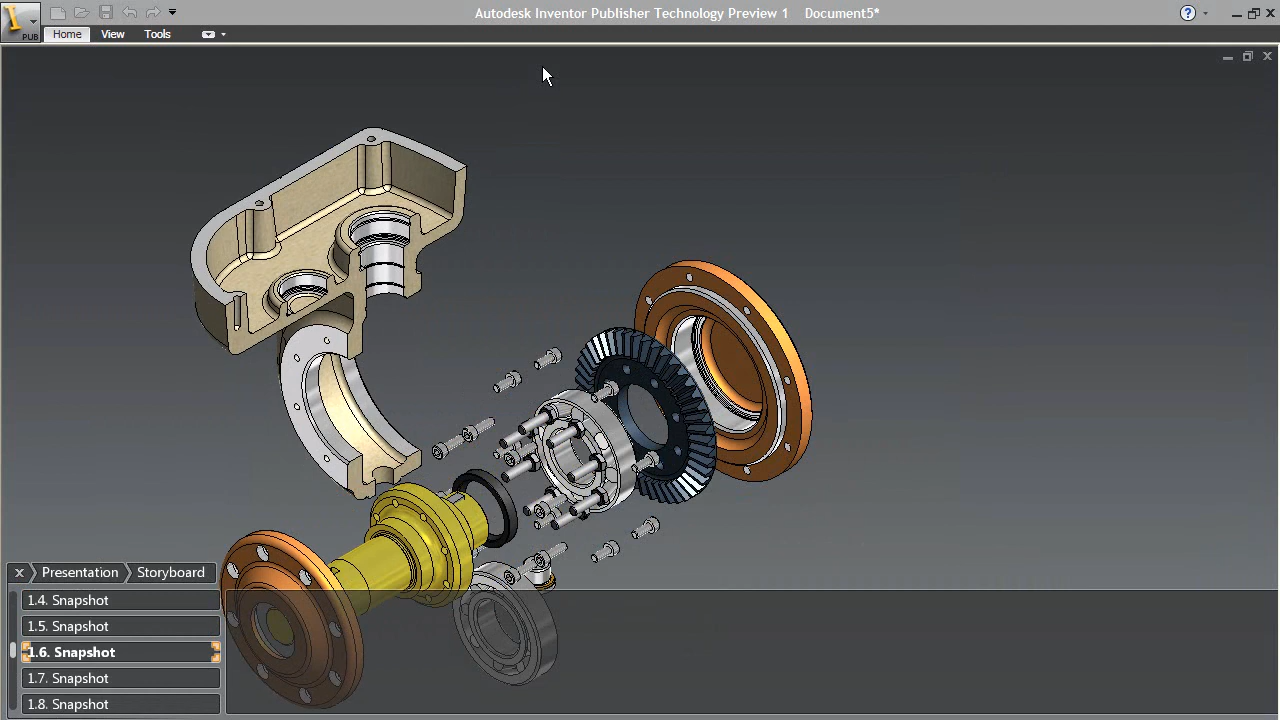 Autodesk Inventor Publisher Technology Preview 1 Document5*
PUB
Home View Tools
Presentation Storyboard
1.4. Snapshot
1.5. Snapshot
1.6. Snapshot
1.7. Snapshot
1.8. Snapshot